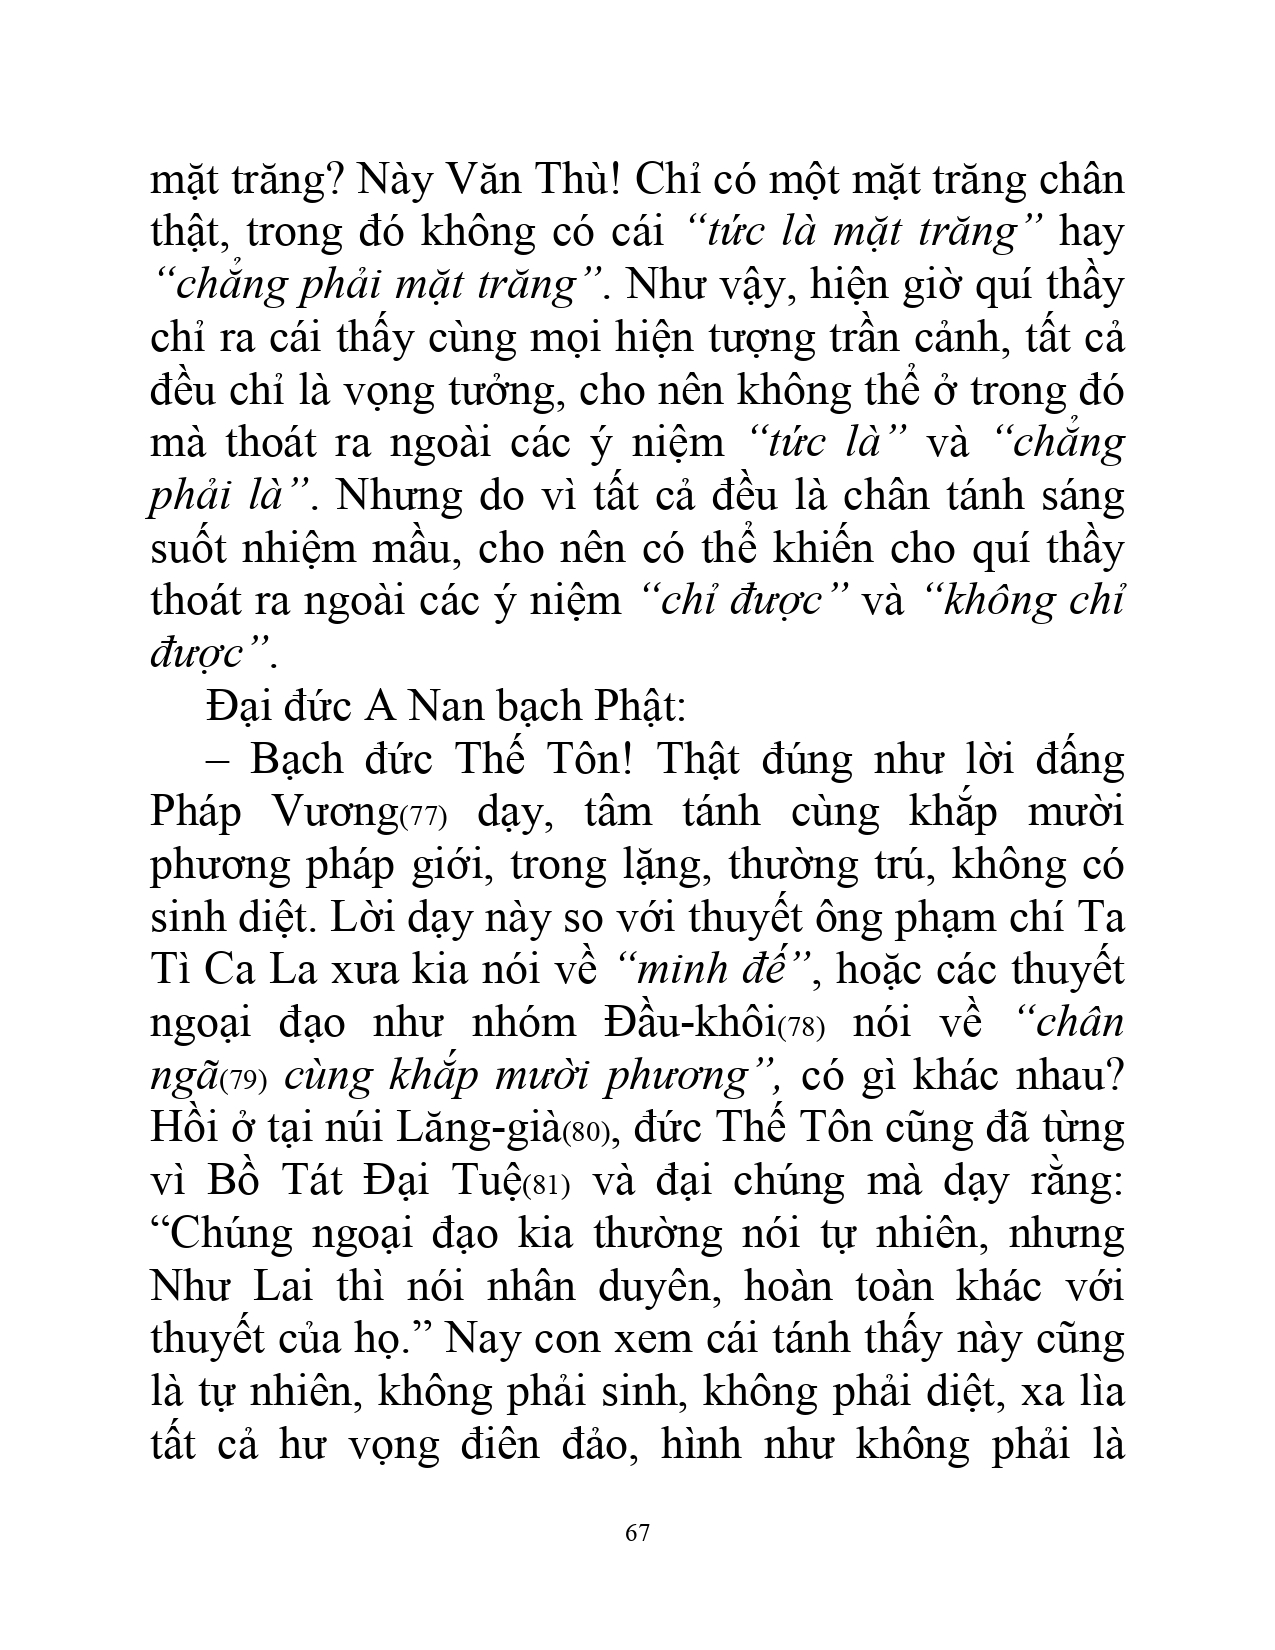 mặt trăng? Này Văn Thù! Chỉ có một mặt trăng chân
thật, trong đó không có cái “tức là mặt trăng” hay
“chẳng phải mặt trăng”. Như vậy, hiện giờ quí thầy
chỉ ra cái thấy cùng mọi hiện tượng trần cảnh, tất cả
đều chỉ là vọng tưởng, cho nên không thể ở trong đó
mà thoát ra ngoài các ý niệm “tức là” và “chẳng
phải là”. Nhưng do vì tất cả đều là chân tánh sáng
suốt nhiệm mầu, cho nên có thể khiến cho quí thầy
thoát ra ngoài các ý niệm “chỉ được” và “không chỉ
được”.
Đại đức A Nan bạch Phật:
– Bạch đức Thế Tôn! Thật đúng như lời đấng
Pháp Vương(77) dạy, tâm tánh cùng khắp mười
phương pháp giới, trong lặng, thường trú, không có
sinh diệt. Lời dạy này so với thuyết ông phạm chí Ta
Tì Ca La xưa kia nói về “minh đế”, hoặc các thuyết
ngoại đạo như nhóm Đầu-khôi(78) nói về “chân
ngã(79) cùng khắp mười phương”, có gì khác nhau?
Hồi ở tại núi Lăng-già(80), đức Thế Tôn cũng đã từng
vì Bồ Tát Đại Tuệ(81) và đại chúng mà dạy rằng:
“Chúng ngoại đạo kia thường nói tự nhiên, nhưng
Như Lai thì nói nhân duyên, hoàn toàn khác với
thuyết của họ.” Nay con xem cái tánh thấy này cũng
là tự nhiên, không phải sinh, không phải diệt, xa lìa
tất cả hư vọng điên đảo, hình như không phải là
67